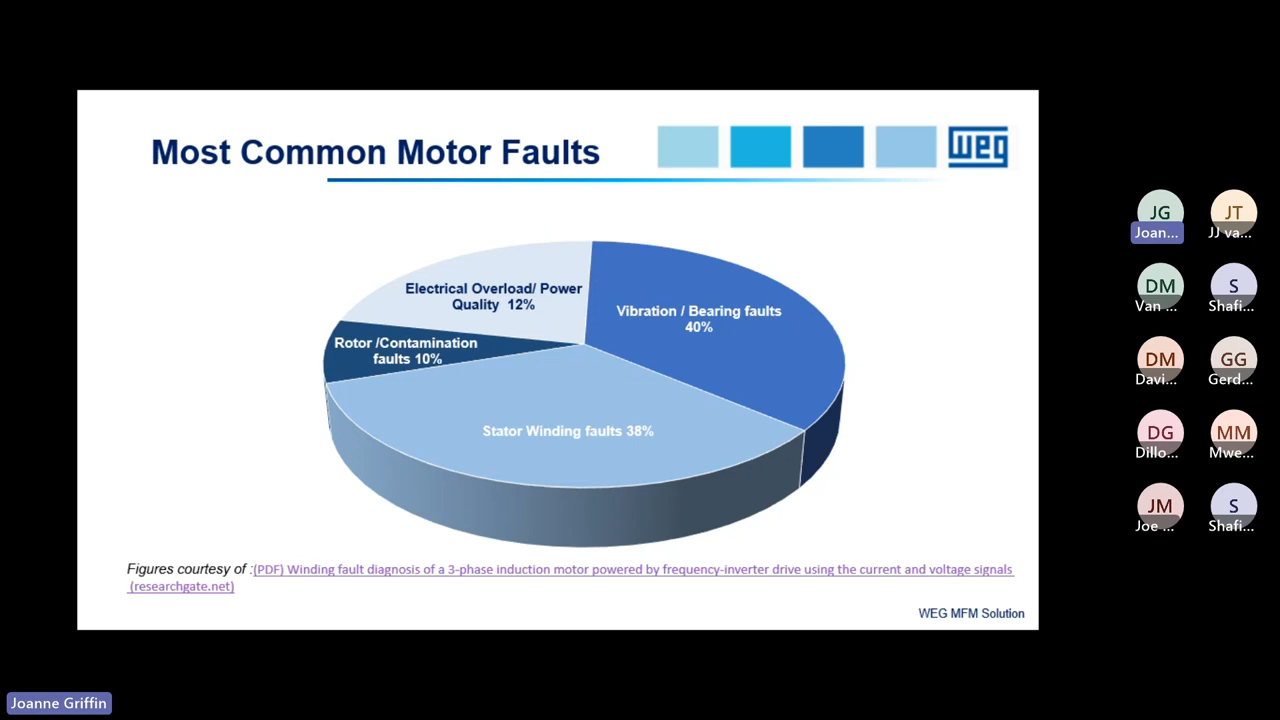 Most Common Motor Faults
weg
Electrical Overload/ Power
Quality 12%
Vibration / Bearing faults
40%
Rotor /Contamination
faults 10%
Stator Winding faults 38%
Figures courtesy of :(PDF) Winding fault diagnosis of a 3-phase induction motor powered by frequency-inverter drive using the current and voltage signals
(researchgate.net)
WEG MFM Solution
JG
Joan...
JT
JJ va...
DM
Van ...
S
Shafi...
DM
Davi...
GG
Gerd...
DG
Dillo...
MM
Mwe...
JM
Joe ...
S
Shafi...
Joanne Griffin